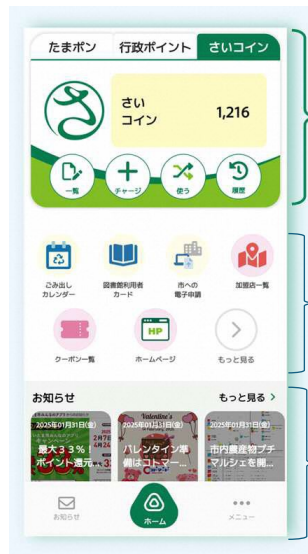 たまポン 行政ポイント さいコイン
さい
コイン
1,216
一覧 チャージ 使う 履歴
ごみ出し
カレンダー
図書館利用者
カード
市への
電子申請
加盟店一覧
クーポン一覧
HP
ホームページ
もっと見る
お知らせ もっと見る
2025年01月31日(金)
最大33%!
ポイント還元...
2025年01月31日(金)
バレンタイン準
備はコトマー...
2025年01月31日(金)
市内農産物プチ
マルシェを開...
お知らせ
ホーム
メニュー